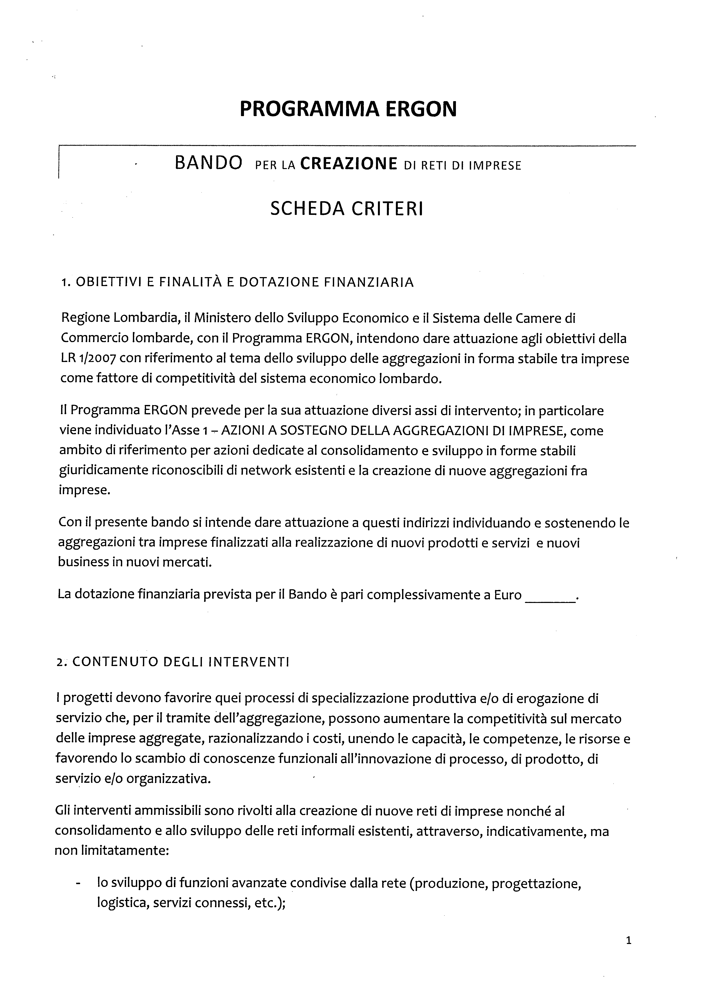 PROGRAMMA ERGON
BANDO PER LA CREAZIONE DI RETI DI IMPRESE
SCHEDA CRITERI
1. OBIETTIVI E FINALITÀ E DOTAZIONE FINANZIARIA
Regione Lombardia, il Ministero dello Sviluppo Economico e il Sistema delle Camere di
Commercio lombarde, con il Programma ERGON, intendono dare attuazione agli obiettivi della
LR 1/2007 con riferimento al tema dello sviluppo delle aggregazioni in forma stabile tra imprese
come fattore di competitività del sistema economico lombardo.
Il Programma ERGON prevede per la sua attuazione diversi assi di intervento; in particolare
viene individuato l'Asse 1 – AZIONI A SOSTEGNO DELLA AGGREGAZIONI DI IMPRESE, come
ambito di riferimento per azioni dedicate al consolidamento e sviluppo in forme stabili
giuridicamente riconoscibili di network esistenti e la creazione di nuove aggregazioni fra
imprese.
Con il presente bando si intende dare attuazione a questi indirizzi individuando e sostenendo le
aggregazioni tra imprese finalizzati alla realizzazione di nuovi prodotti e servizi e nuovi
business in nuovi mercati.
La dotazione finanziaria prevista per il Bando è pari complessivamente a Euro _______.
2. CONTENUTO DEGLI INTERVENTI
I progetti devono favorire quei processi di specializzazione produttiva e/o di erogazione di
servizio che, per il tramite dell'aggregazione, possono aumentare la competitività sul mercato
delle imprese aggregate, razionalizzando i costi, unendo le capacità, le competenze, le risorse e
favorendo lo scambio di conoscenze funzionali all'innovazione di processo, di prodotto, di
servizio e/o organizzativa.
Gli interventi ammissibili sono rivolti alla creazione di nuove reti di imprese nonché al
consolidamento e allo sviluppo delle reti informali esistenti, attraverso, indicativamente, ma
non limitatamente:
- lo sviluppo di funzioni avanzate condivise dalla rete (produzione, progettazione,
logistica, servizi connessi, etc.);
1